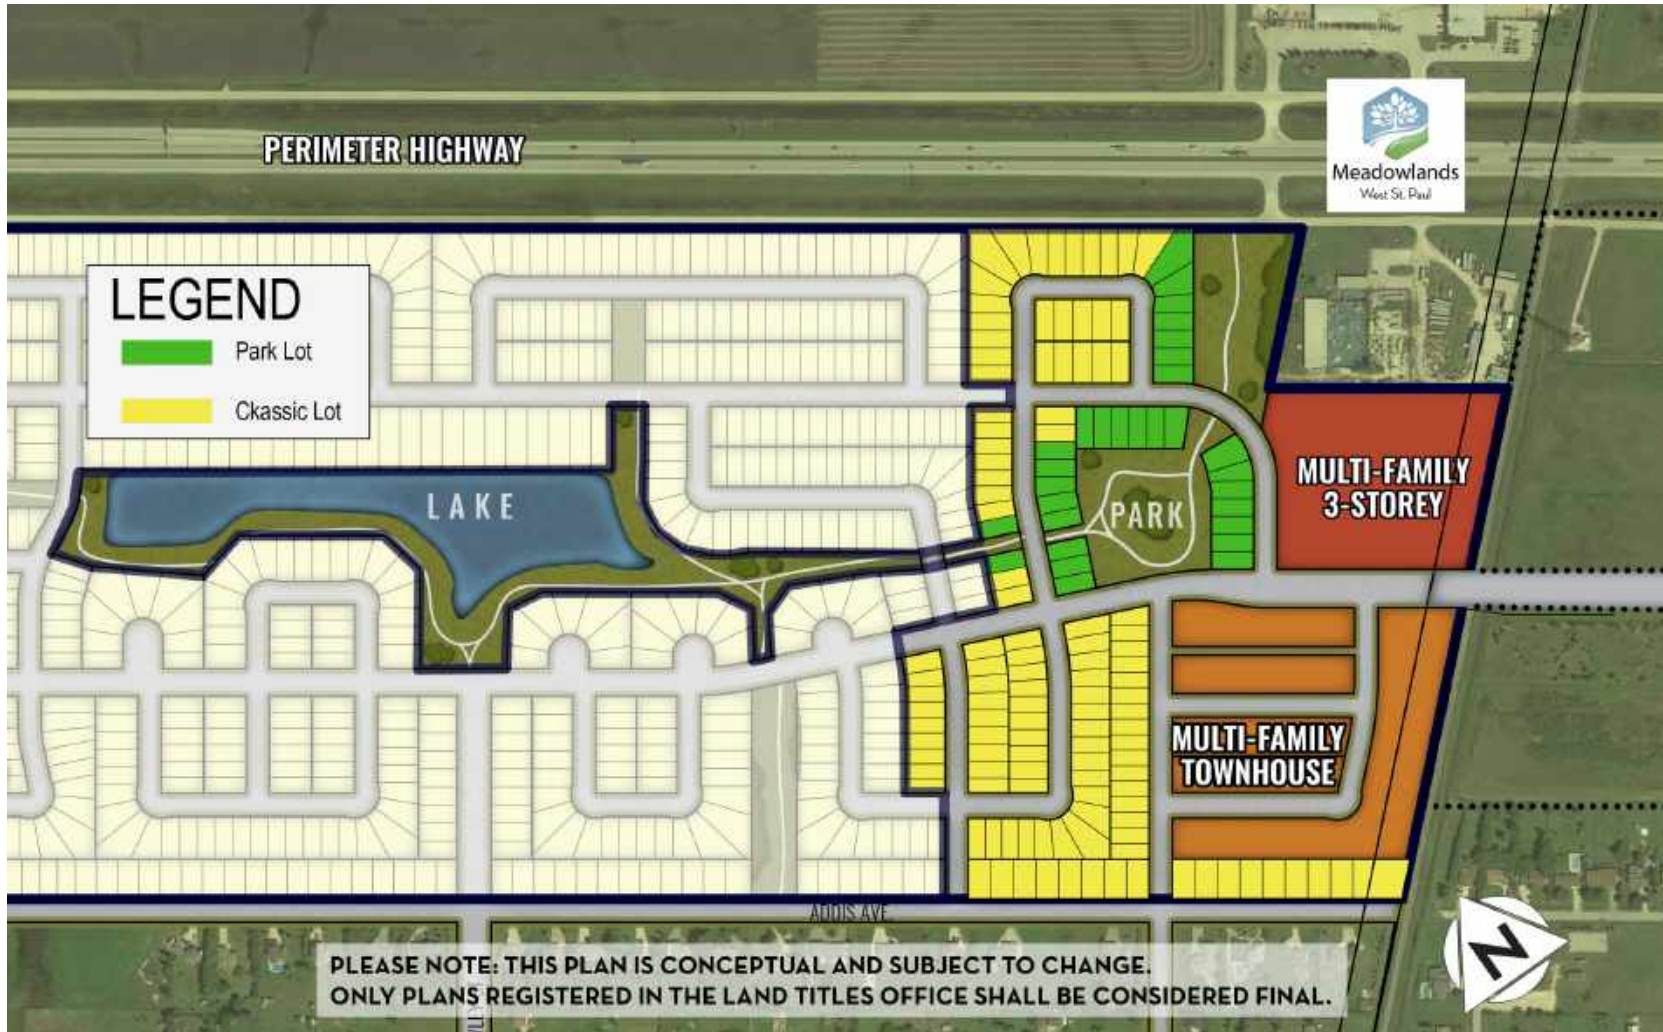 PERIMETER HIGHWAY
Meadowlands
West St. Paul
LEGEND
Park Lot
Ckassic Lot
LAKE
PARK
MULTI-FAMILY
3-STOREY
MULTI-FAMILY
TOWNHOUSE
ADDIS AVE.
N
PLEASE NOTE: THIS PLAN IS CONCEPTUAL AND SUBJECT TO CHANGE.
ONLY PLANS REGISTERED IN THE LAND TITLES OFFICE SHALL BE CONSIDERED FINAL.